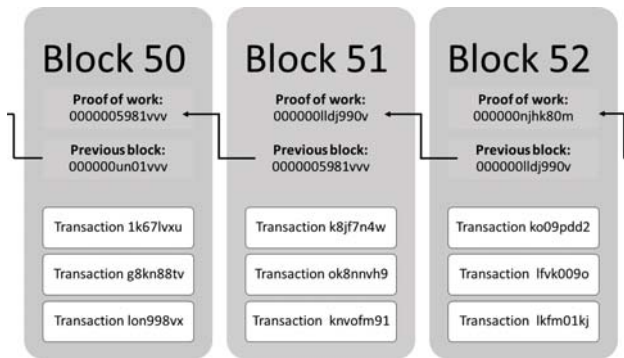 Block 50
Proof of work:
0000005981vvv
Previous block:
000000un01vvv
Transaction 1k67lvxu
Transaction g8kn88tv
Transaction lon998vx
Block 51
Proof of work:
000000lldj990v
Previous block:
0000005981vvv
Transaction k8jf7n4w
Transaction ok8nnvh9
Transaction knvofm91
Block 52
Proof of work:
000000njhk80m
Previous block:
000000lldj990v
Transaction ko09pdd2
Transaction lfvk009o
Transaction lkfm01kj